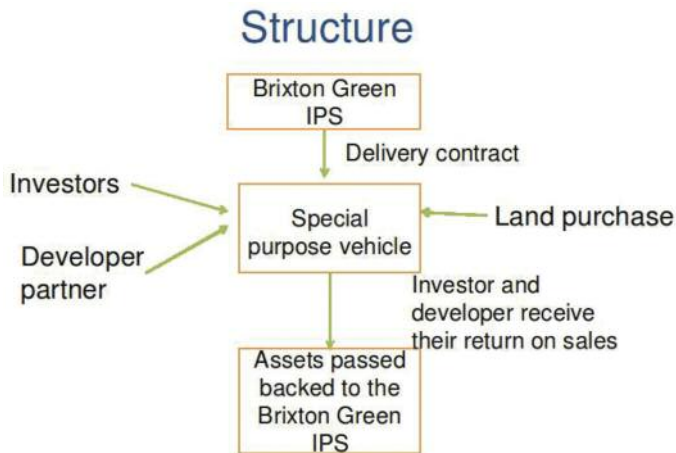 Structure
Brixton Green
IPS
Delivery contract
Investors
Special
purpose vehicle
Land purchase
Developer
partner
Investor and
developer receive
their return on sales
Assets passed
backed to the
Brixton Green
IPS